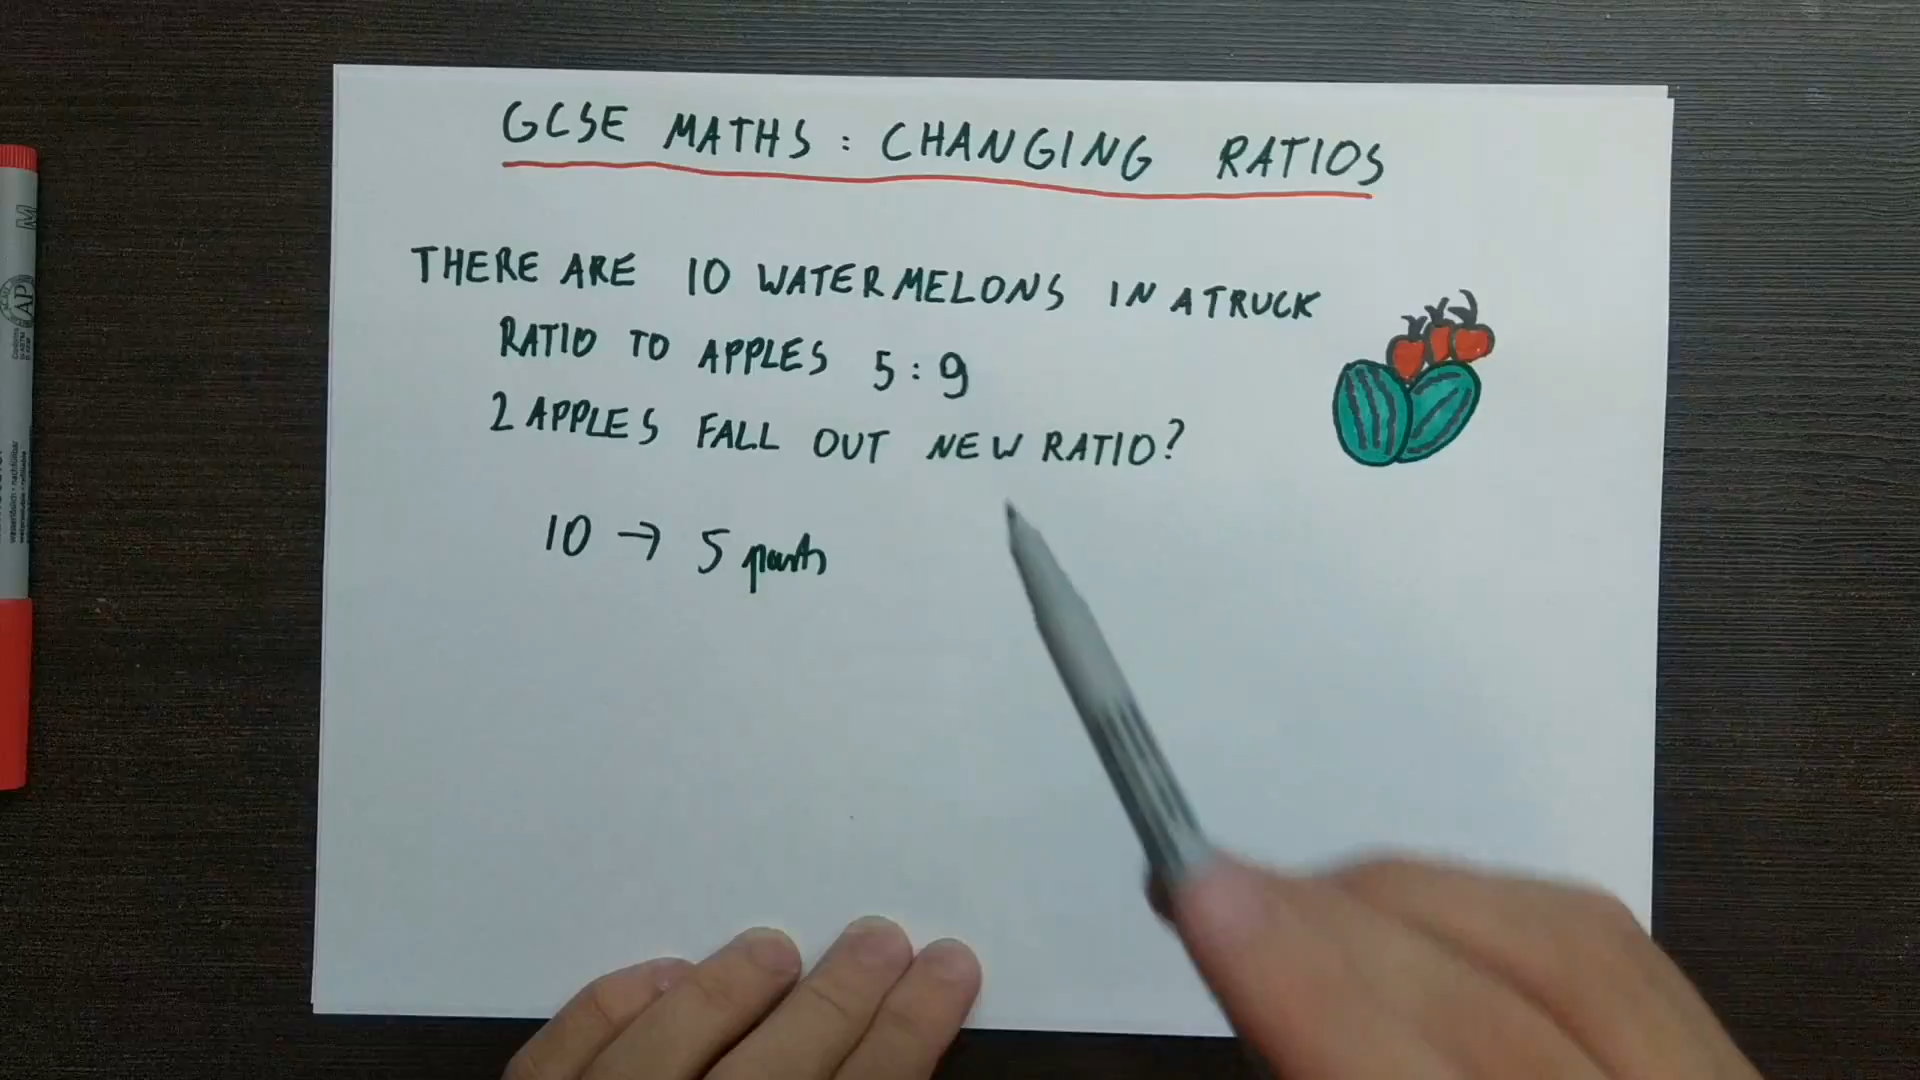 GCSE MATHS : CHANGING RATIOS
THERE ARE 10 WATERMELONS IN A TRUCK
RATIO TO APPLES 5 : 9
2 APPLES FALL OUT NEW RATIO?
10 → 5 parts
M
AP